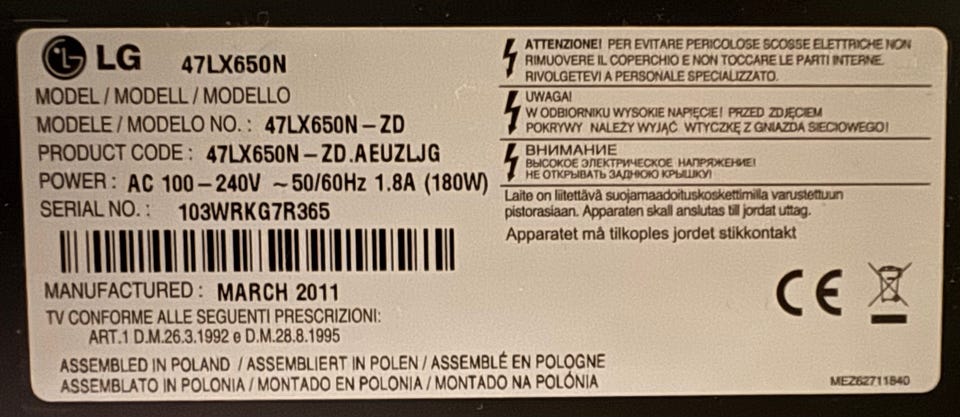 LG 47LX650N
MODEL / MODELL / MODELLO
MODELE / MODELO NO. : 47LX650N – ZD
PRODUCT CODE : 47LX650N – ZD.AEUZLJG
POWER : AC 100 – 240V ~ 50/60Hz 1.8A (180W)
SERIAL NO. : 103WRKG7R365
MANUFACTURED : MARCH 2011
TV CONFORME ALLE SEGUENTI PRESCRIZIONI:
ART.1 D.M.26.3.1992 e D.M.28.8.1995
ASSEMBLED IN POLAND / ASSEMBLIERT IN POLEN / ASSEMBLÉ EN POLOGNE
ASSEMBLATO IN POLONIA / MONTADO EN POLONIA / MONTADO NA POLÓNIA
ATTENZIONE! PER EVITARE PERICOLOSE SCOSSE ELETTRICHE NON
RIMUOVERE IL COPERCHIO E NON TOCCARE LE PARTI INTERNE.
RIVOLGETEVI A PERSONALE SPECIALIZZATO.
UWAGA!
W ODBIORNIKU WYSOKIE NAPIĘCIE! PRZED ZDJĘCIEM
POKRYWY NALEŻY WYJĄĆ WTYCZKĘ Z GNIAZDA SIECIOWEGO!
ВНИМАНИЕ
ВЫСОКОЕ ЭЛЕКТРИЧЕСКОЕ НАПРЯЖЕНИЕ!
НЕ ОТКРЫВАТЬ ЗАДНЮЮ КРЫШКУ!
Laite on liitettävä suojamaadoituskoskettimilla varustettuun
pistorasiaan. Apparaten skall anslutas till jordat uttag.
Apparatet må tilkoples jordet stikkontakt
CE
MEZ62711840